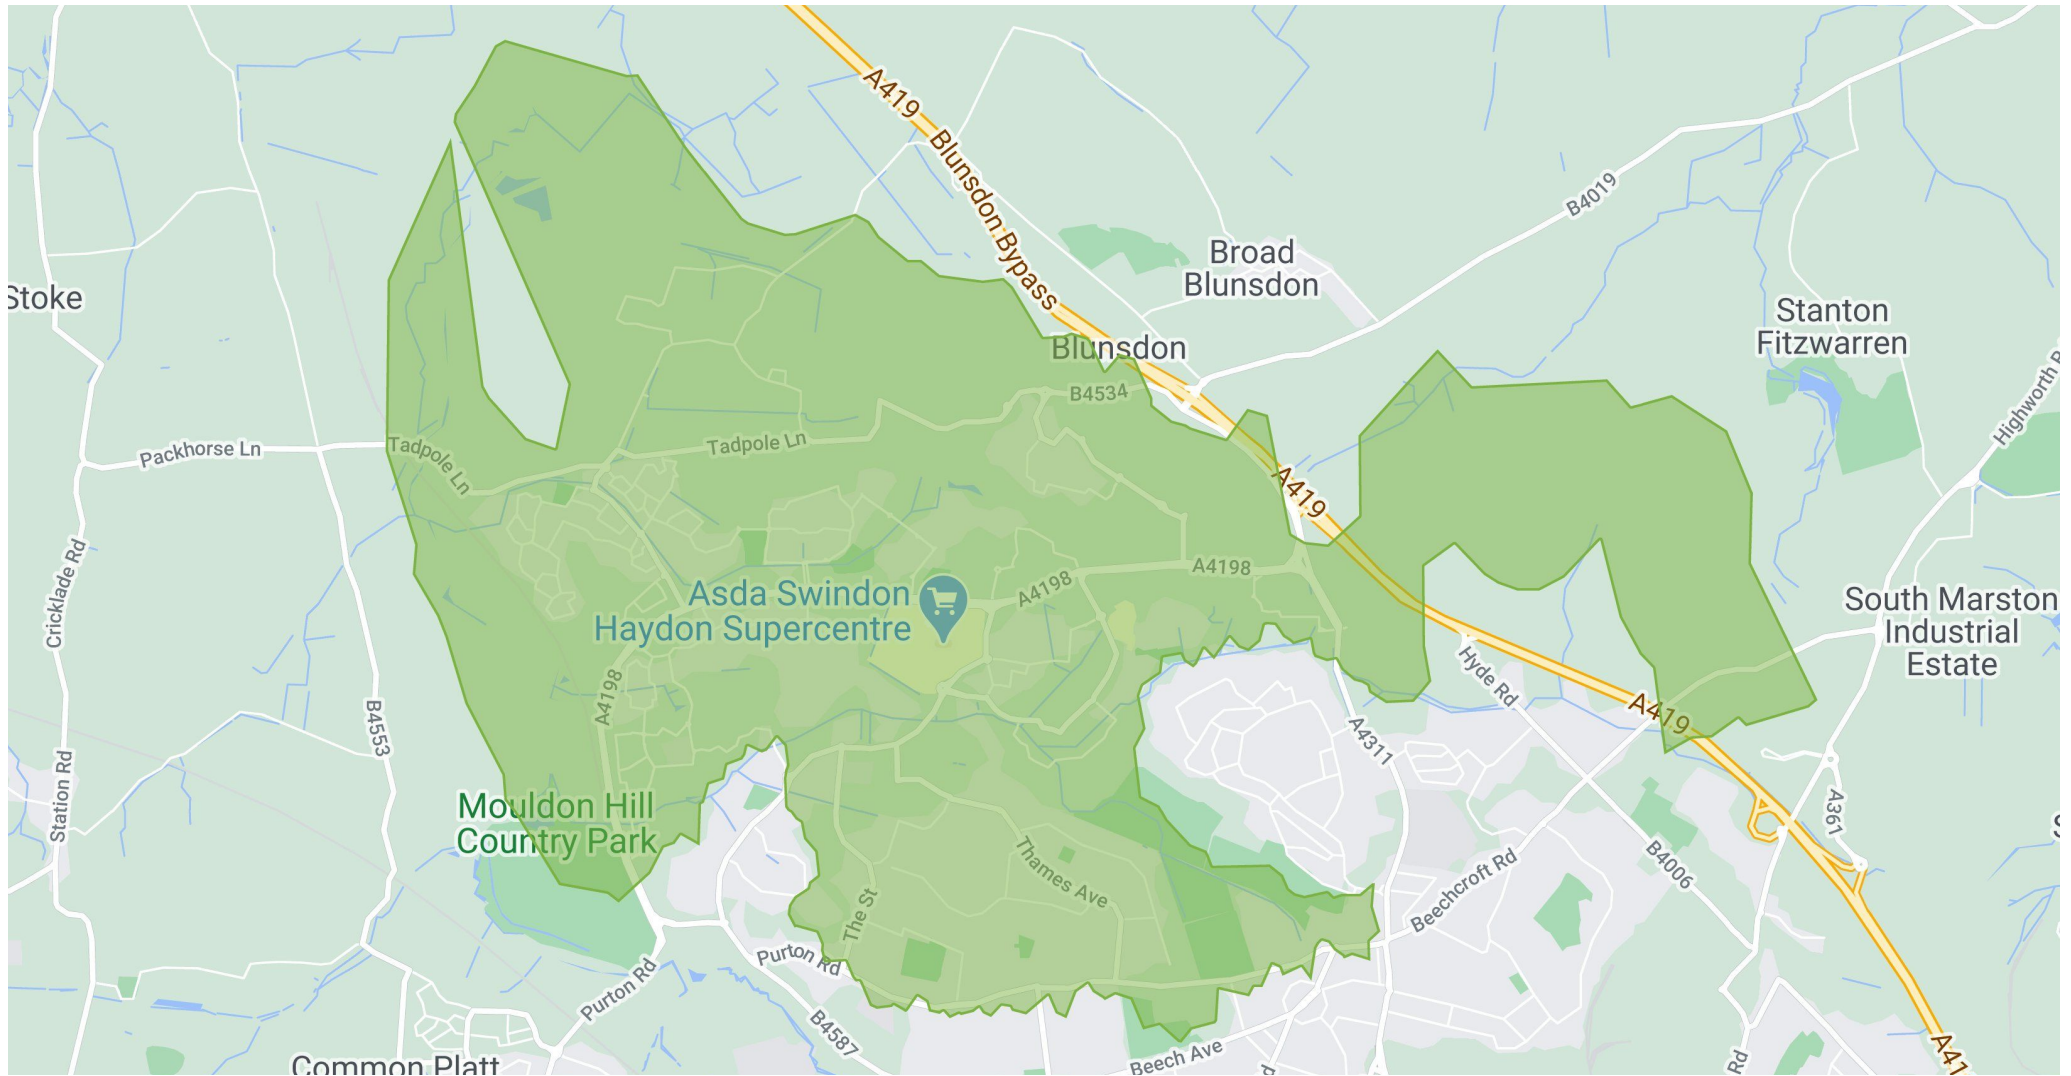 A419
Blunsdon Bypass
B4019
Broad
Blunsdon
Stoke
Stanton
Fitzwarren
Blunsdon
Highworth R
B4534
Packhorse Ln
Tadpole Ln
Tadpole Ln
A419
Cricklade Rd
A4198
A4198
Asda Swindon
Haydon Supercentre
South Marston
Industrial
Estate
A4198
Hyde Rd
B4553
A419
A4311
Station Rd
Mouldon Hill
Country Park
A361
S
Thames Ave
B4006
Beechcroft Rd
The St
Purton Rd
Purton Rd
B4587
Beech Ave
Rd
d
A41
Common Platt